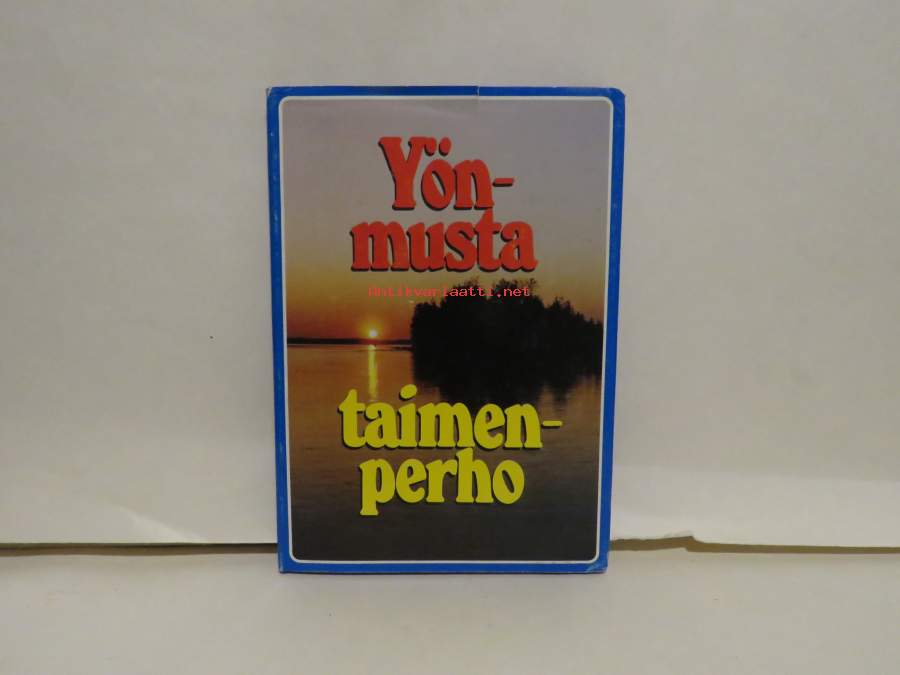 Yön-
musta
Antikvariaatti.net
taimen-
perho